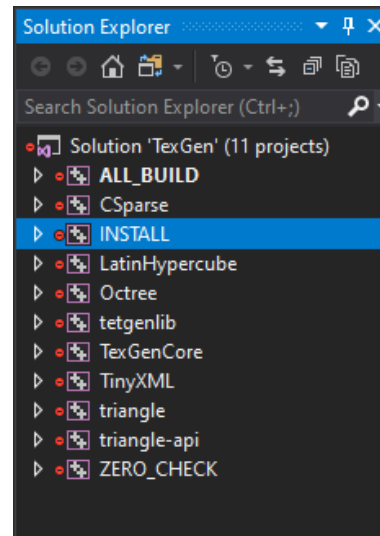 Solution Explorer
Search Solution Explorer (Ctrl+;)
Solution 'TexGen' (11 projects)
ALL_BUILD
CSparse
INSTALL
LatinHypercube
Octree
tetgenlib
TexGenCore
TinyXML
triangle
triangle-api
ZERO_CHECK